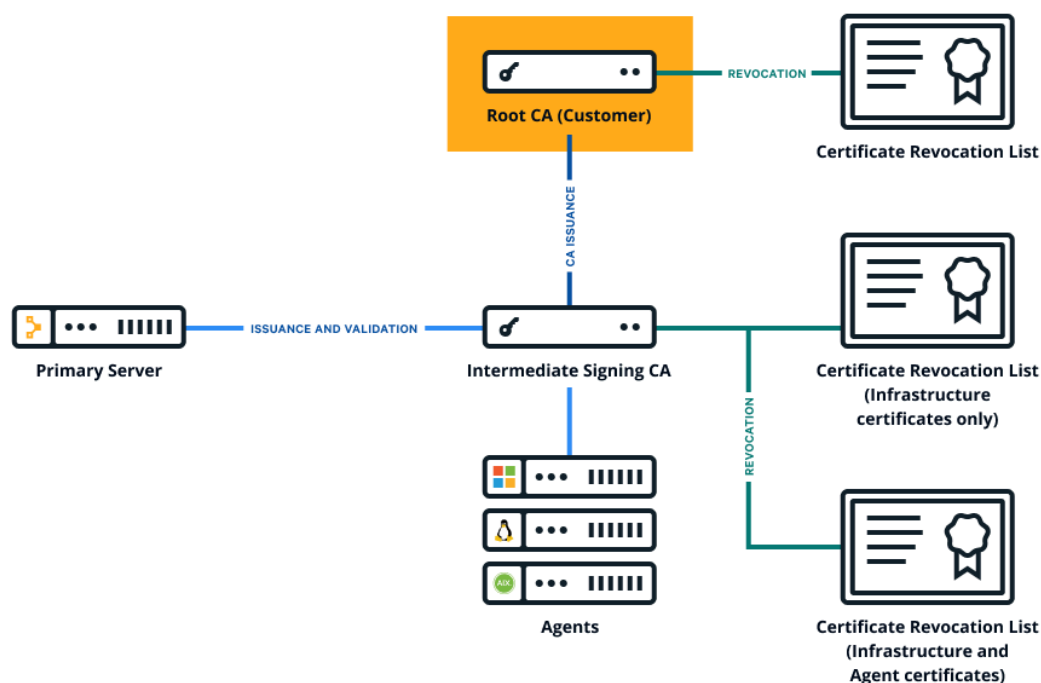 REVOCATION
Root CA (Customer)
Certificate Revocation List
CA ISSUANCE
ISSUANCE AND VALIDATION
Primary Server
Intermediate Signing CA
Certificate Revocation List
(Infrastructure
certificates only)
REVOCATION
AIX
Agents
Certificate Revocation List
(Infrastructure and
Agent certificates)